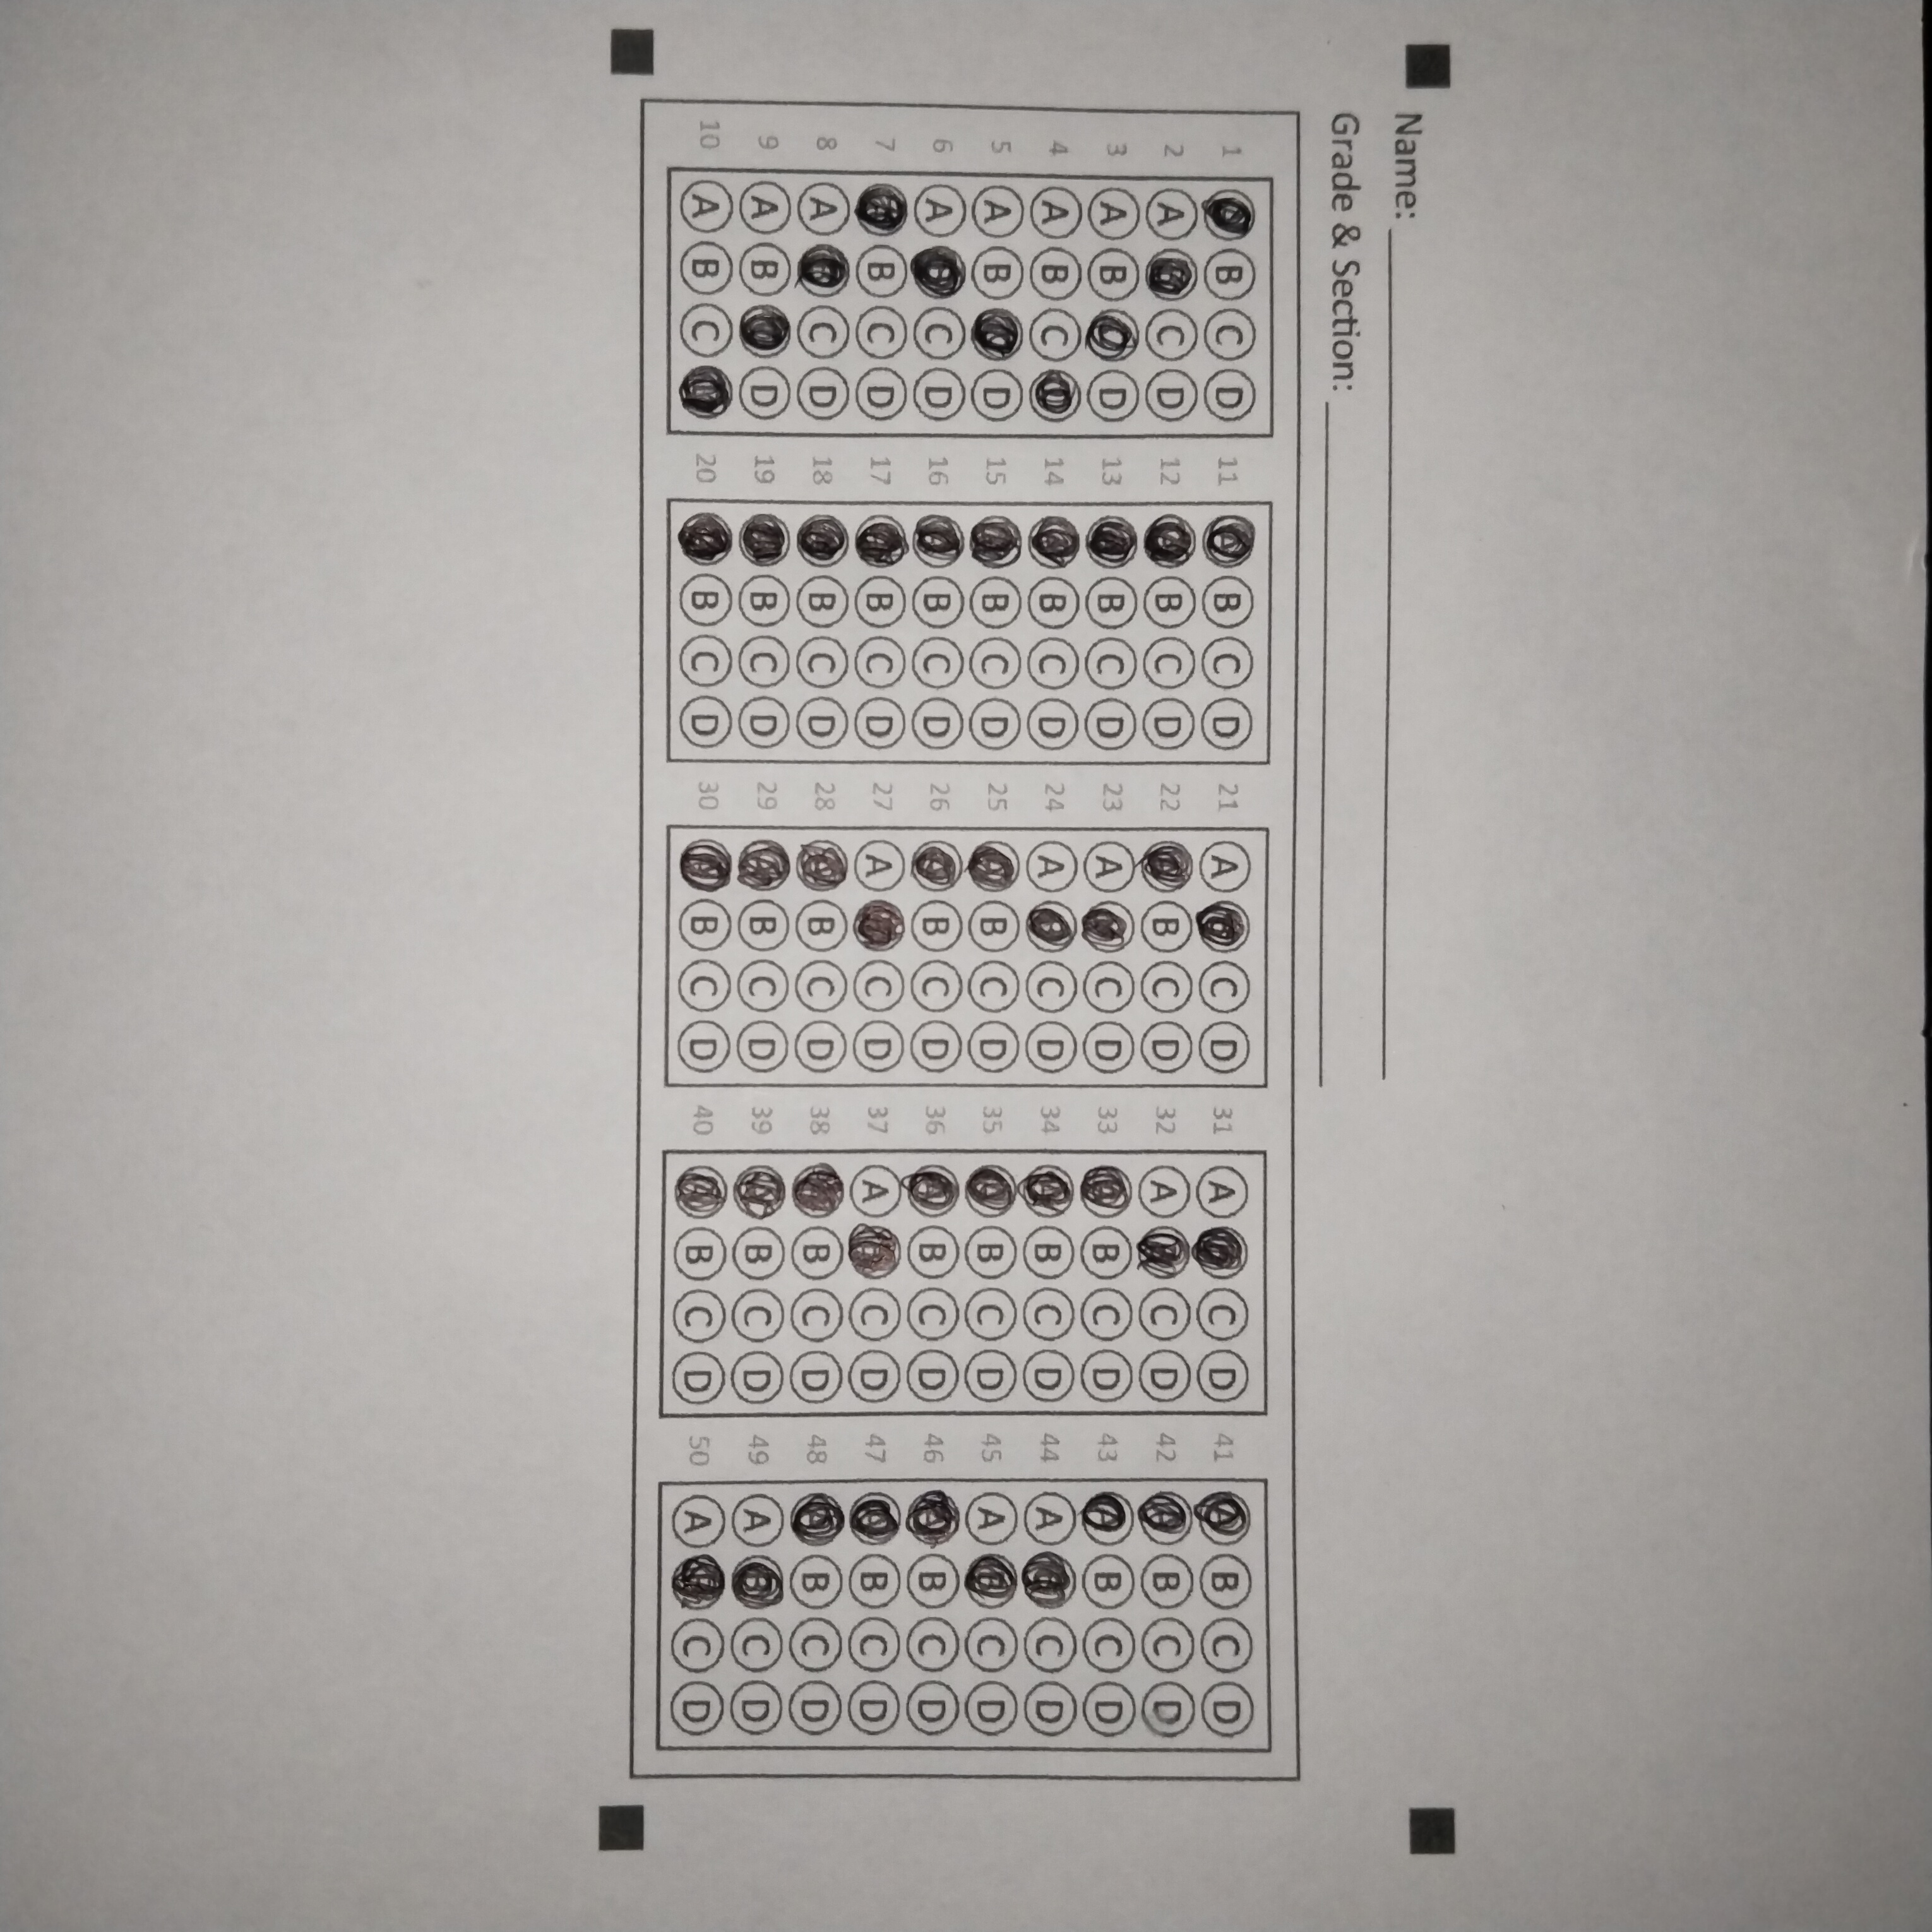 Name:
Grade & Section:
1 B C D 11 B C D 21 A C D 31 A C D 41 B C D
2 A C D 12 B C D 22 B C D 32 A C D 42 B C D
3 A B D 13 B C D 23 A C D 33 B C D 43 B C D
4 A B C 14 B C D 24 A C D 34 B C D 44 A C D
5 A B D 15 B C D 25 B C D 35 B C D 45 A C D
6 A C D 16 B C D 26 B C D 36 B C D 46 B C D
7 B C D 17 B C D 27 A C D 37 A C D 47 B C D
8 A C D 18 B C D 28 B C D 38 B C D 48 B C D
9 A B D 19 B C D 29 B C D 39 B C D 49 A B C D
10 A B C 20 B C D 30 B C D 40 B C D 50 A C D